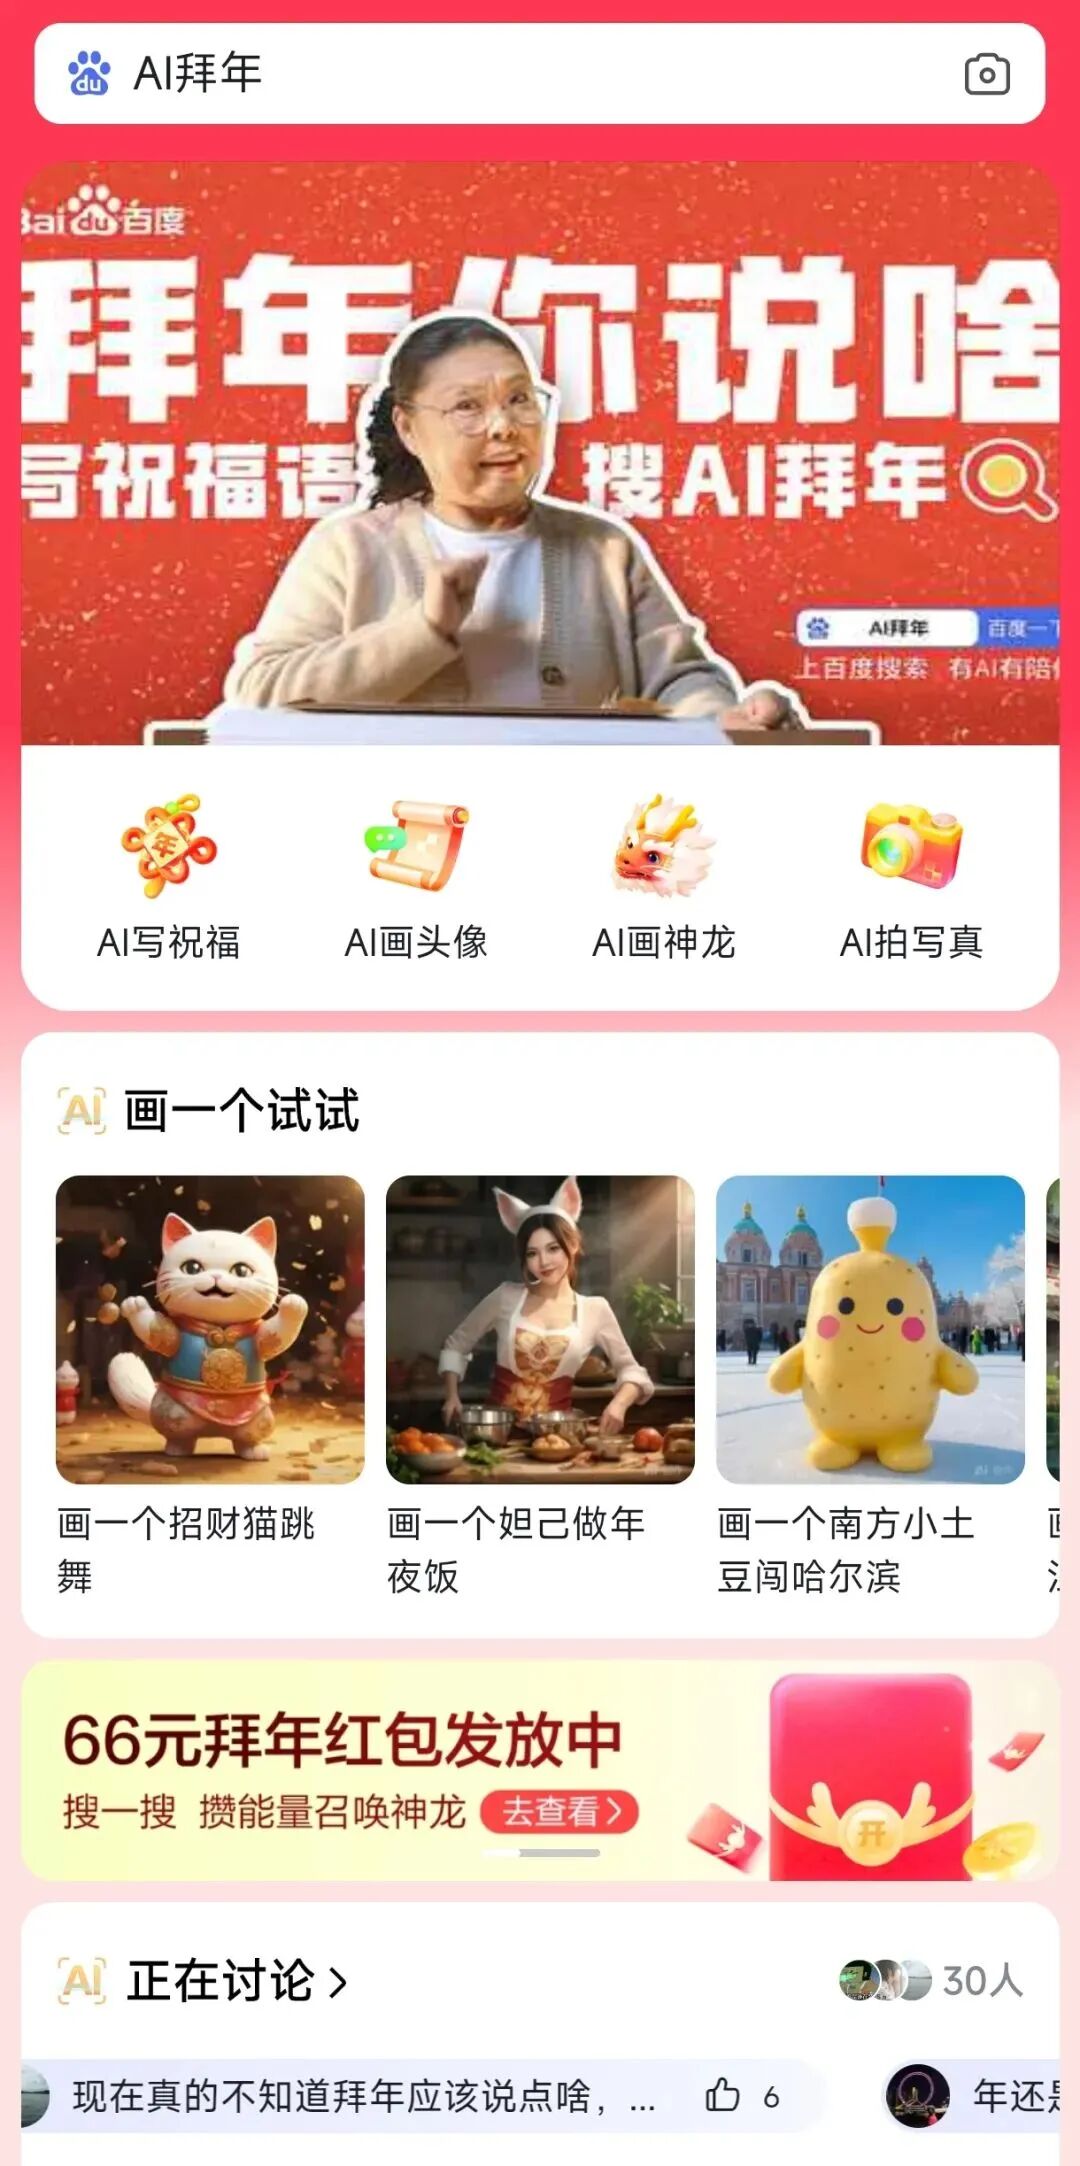 du AI拜年
Bai du 百度
拜年你说啥
写祝福语 搜AI拜年
AI拜年 百度一下
上百度搜索 有AI有陪伴
年
AI写祝福 AI画头像 AI画神龙 AI拍写真
AI 画一个试试
画一个招财猫跳
舞
画一个妲己做年
夜饭
画一个南方小土
豆闯哈尔滨
66元拜年红包发放中
搜一搜 攒能量召唤神龙 去查看
开
AI 正在讨论 30人
现在真的不知道拜年应该说点啥，... 6
年还是